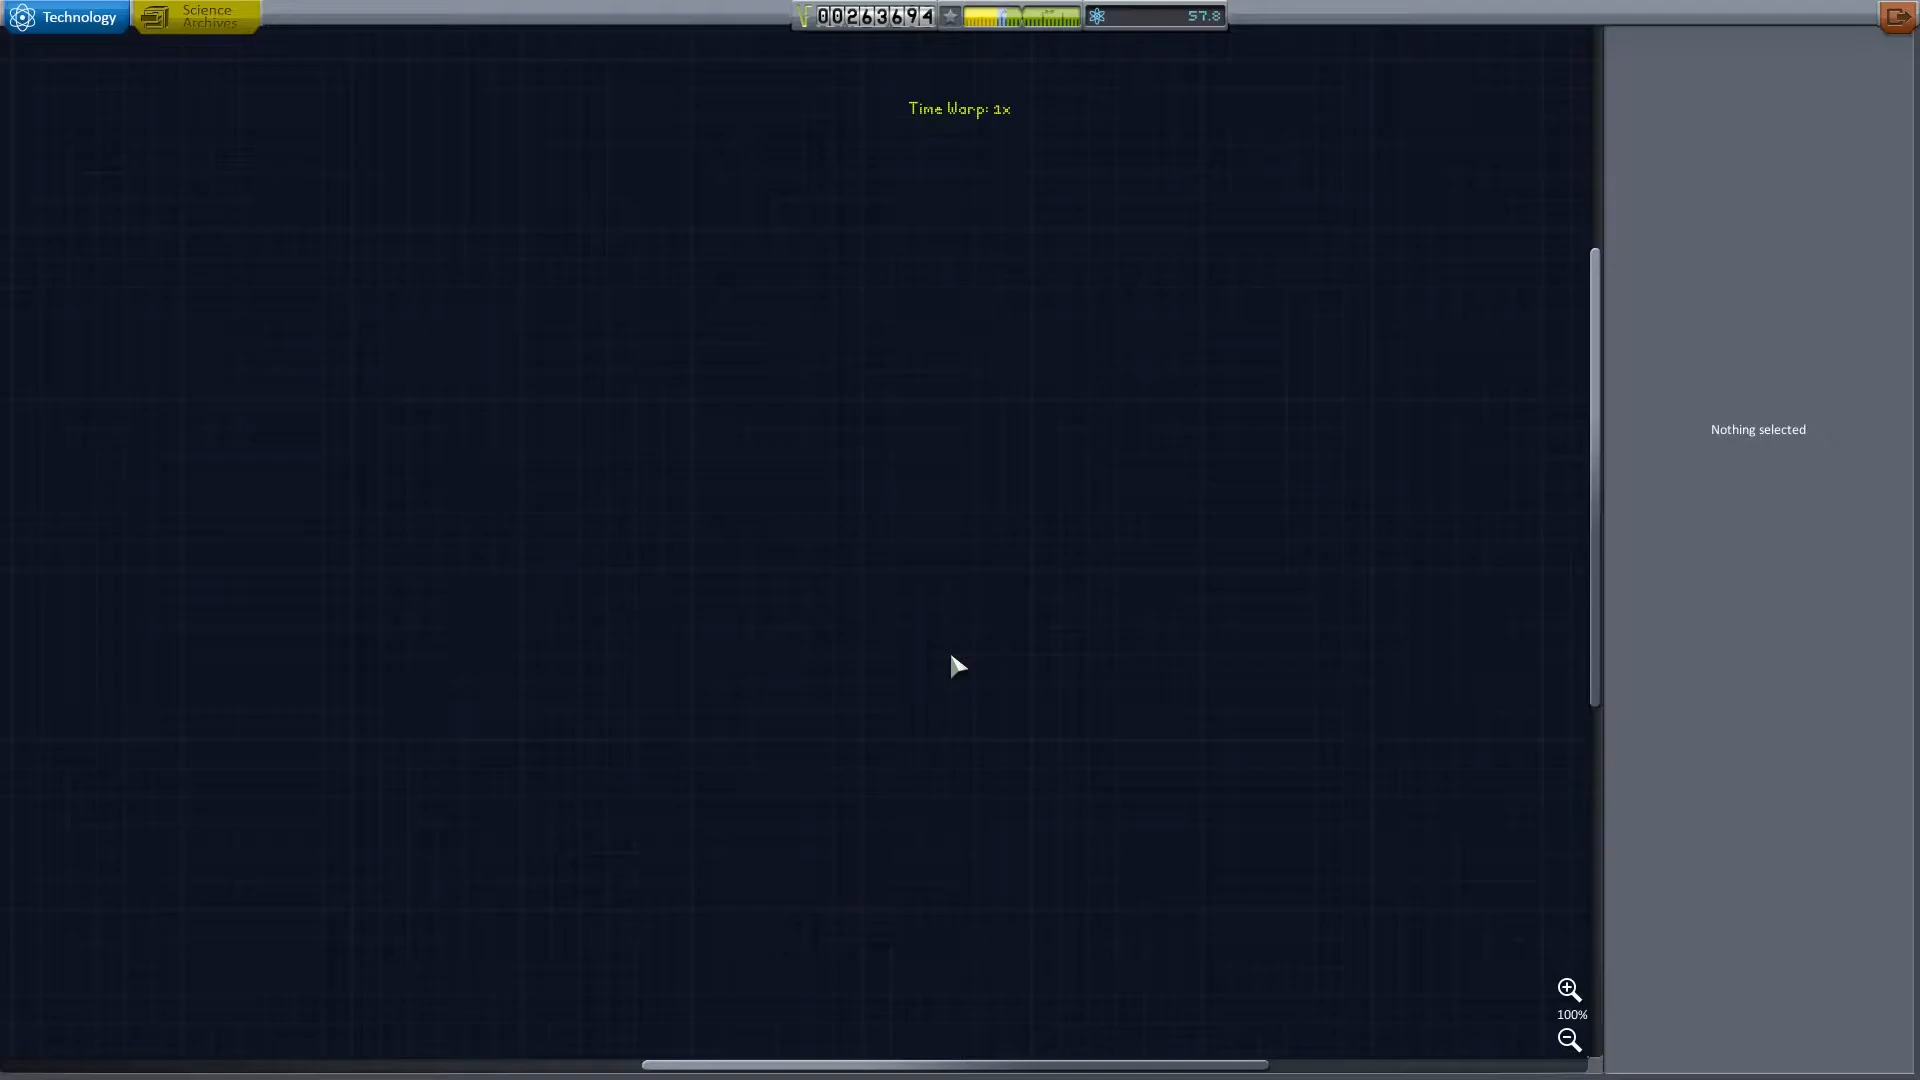 Technology
Science
Archives
00263694
57.8
Time Warp: 1x
Nothing selected
100%